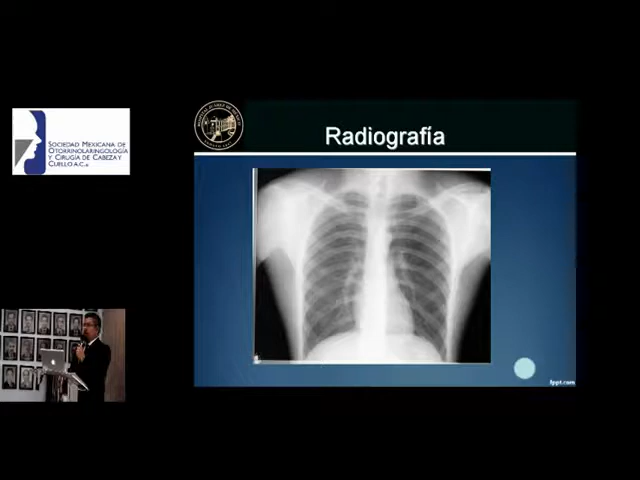 Radiografía
SOCIEDAD MEXICANA DE
OTORRINOLARINGOLOGÍA
Y CIRUGÍA DE CABEZA Y
CUELLO A.C.
fppt.com